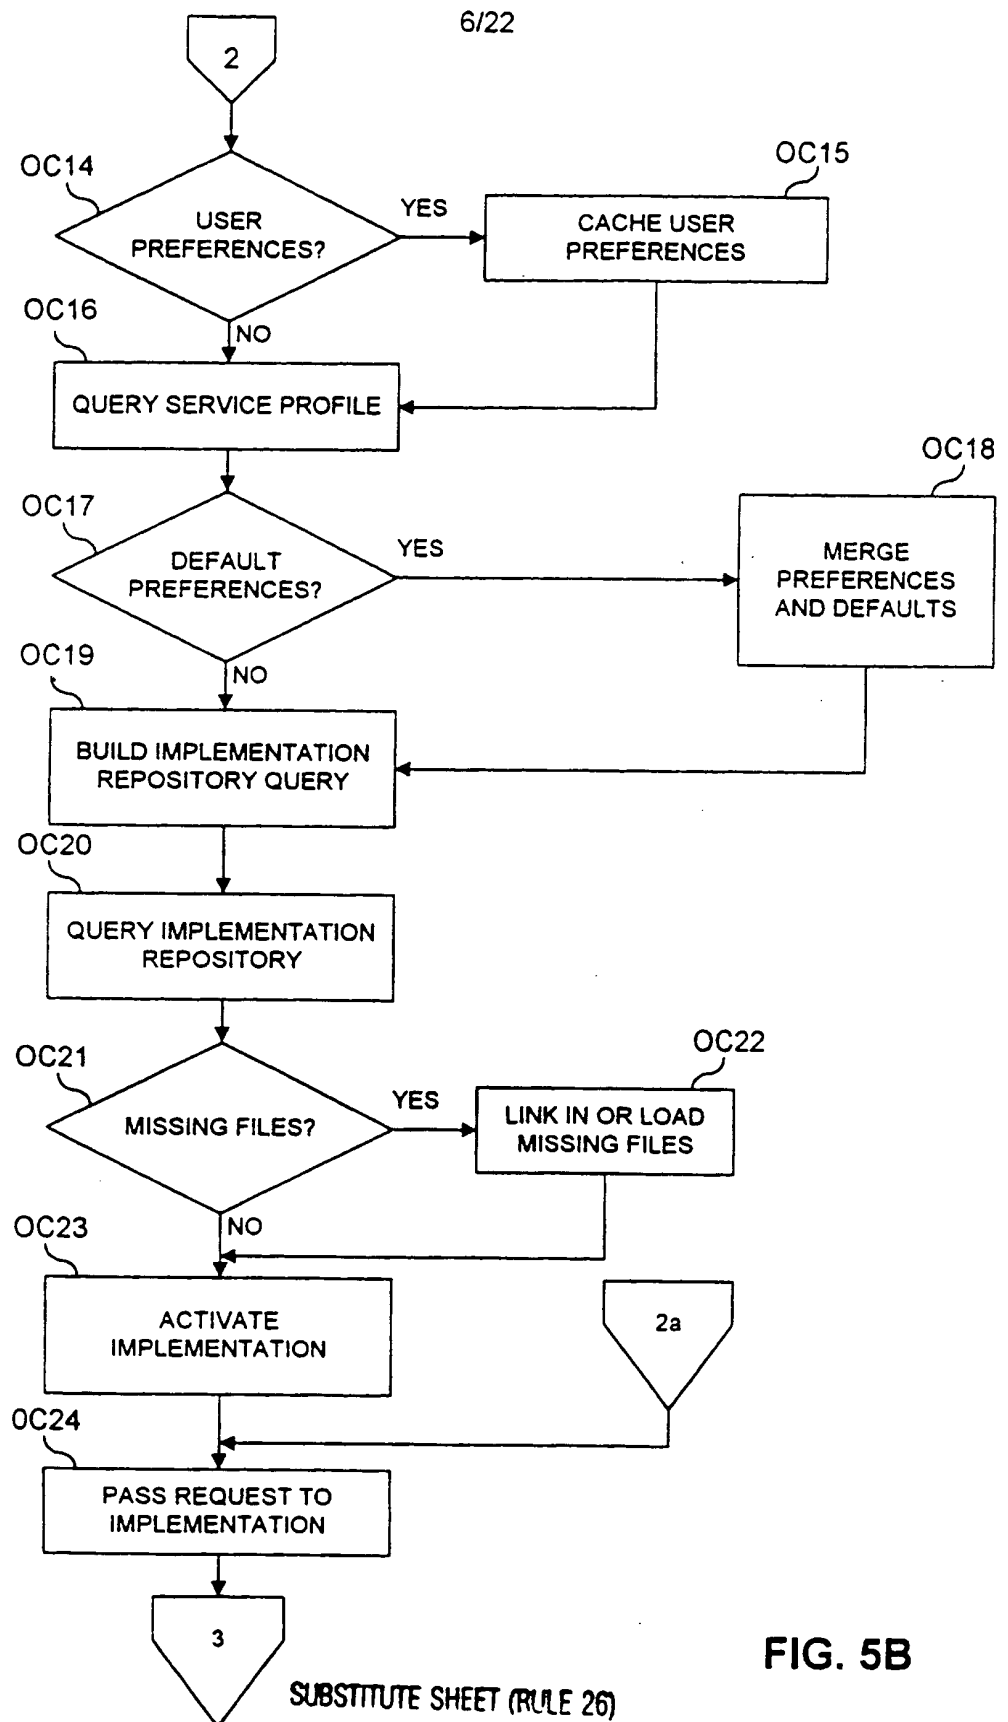 6/22
2
OC14
USER
PREFERENCES?
YES
OC15
CACHE USER
PREFERENCES
NO
OC16
QUERY SERVICE PROFILE
OC17
DEFAULT
PREFERENCES?
YES
OC18
MERGE
PREFERENCES
AND DEFAULTS
NO
OC19
BUILD IMPLEMENTATION
REPOSITORY QUERY
OC20
QUERY IMPLEMENTATION
REPOSITORY
OC21
MISSING FILES?
YES
OC22
LINK IN OR LOAD
MISSING FILES
NO
OC23
ACTIVATE
IMPLEMENTATION
2a
0C24
PASS REQUEST TO
IMPLEMENTATION
3
FIG. 5B
SUBSTITUTE SHEET (RULE 26)